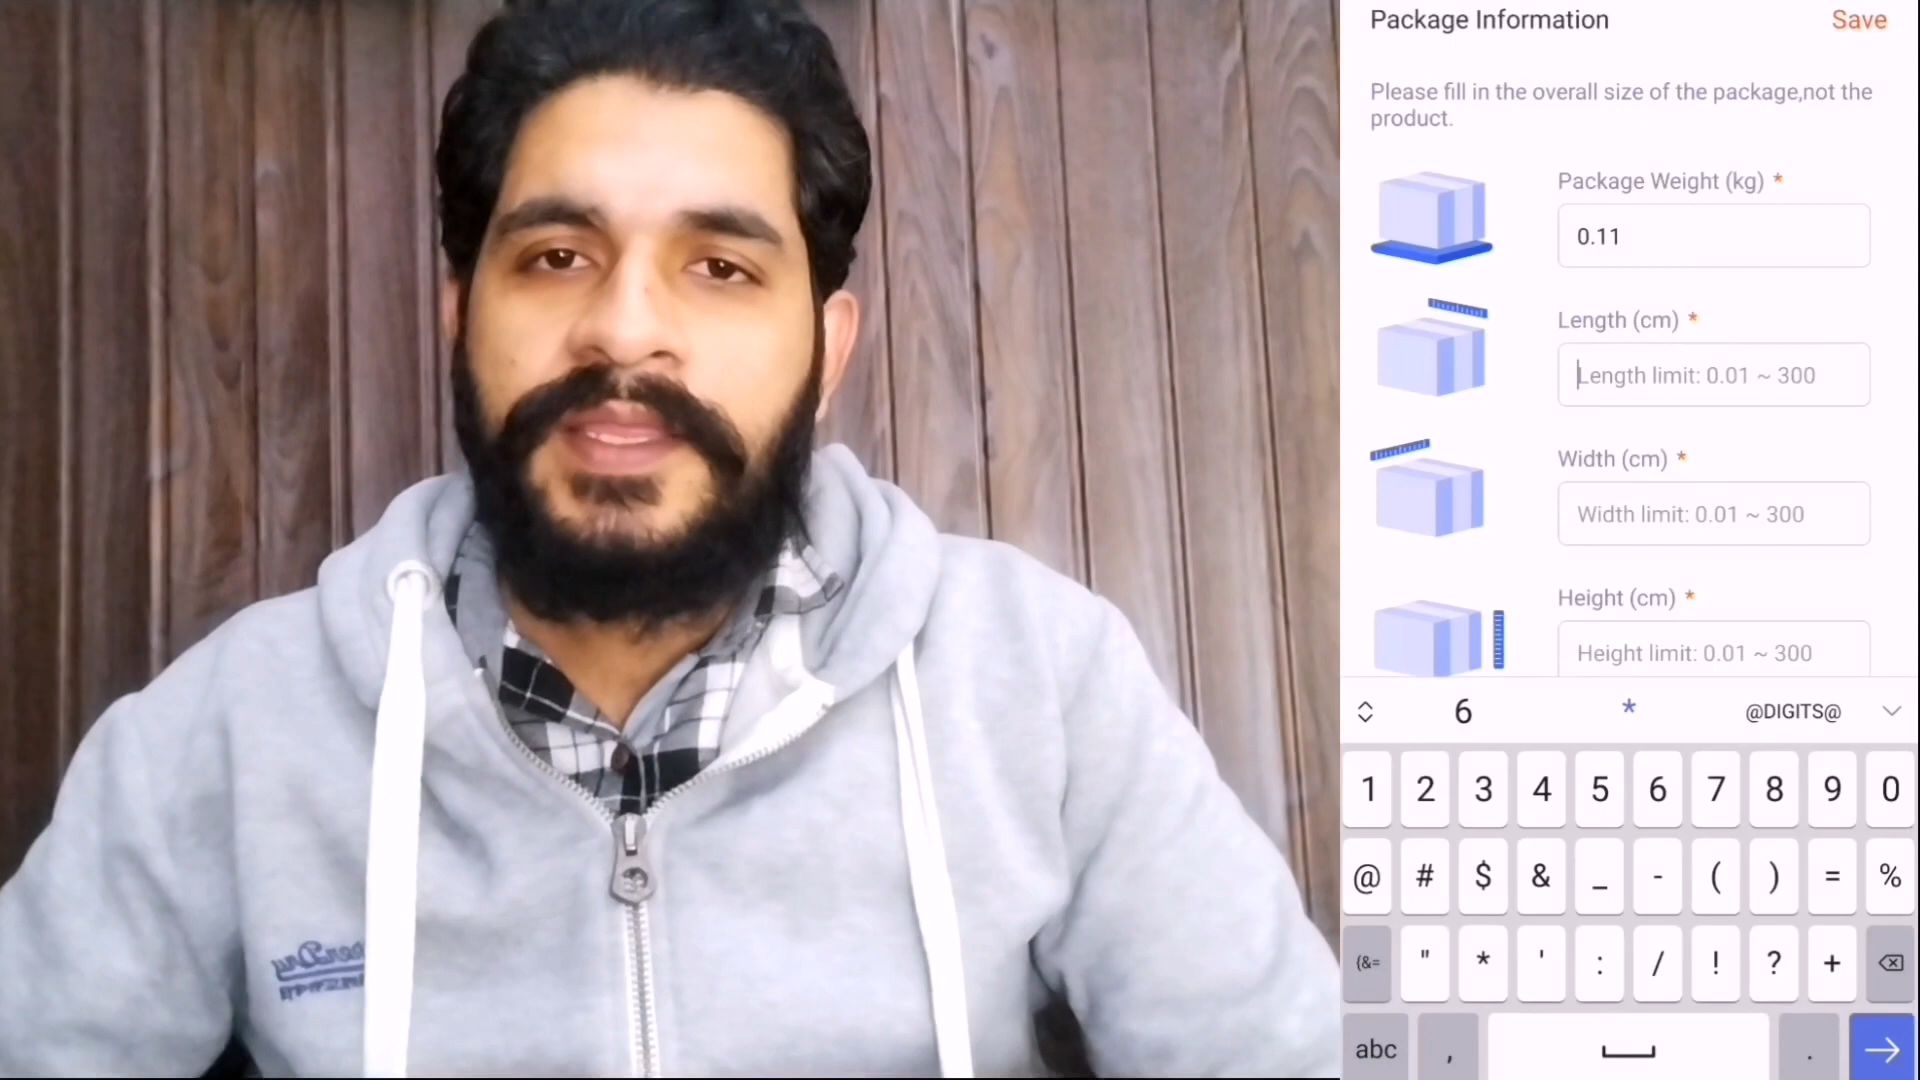 Package Information
Save
Please fill in the overall size of the package,not the
product.
Package Weight (kg) *
0.11
Length (cm) *
Length limit: 0.01 ~ 300
Width (cm) *
Width limit: 0.01 ~ 300
Height (cm) *
Height limit: 0.01 ~ 300
6 * @DIGITS@
1 2 3 4 5 6 7 8 9 0
@ # $ & _ - ( ) = %
{&= " * ' : / ! ? +
abc , .